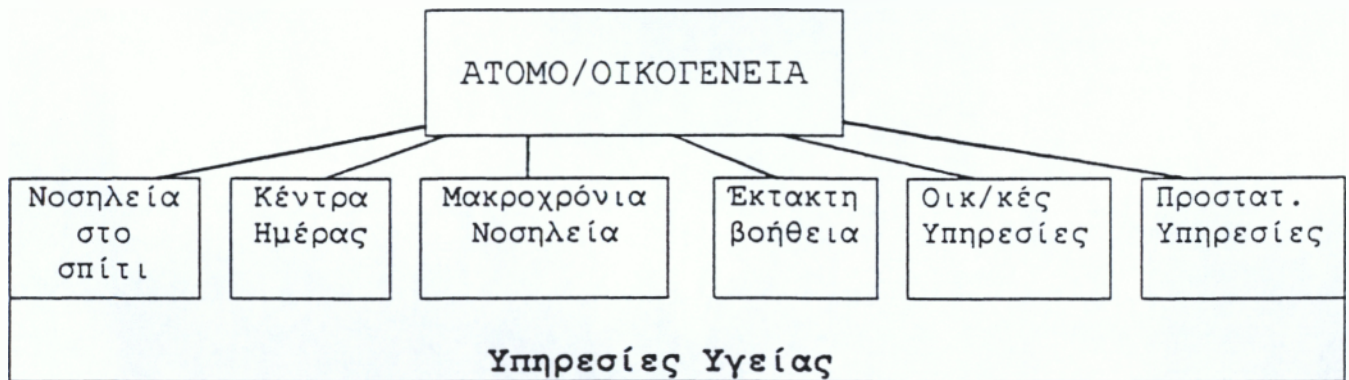 ΑΤΟΜΟ/ΟΙΚΟΓΕΝΕΙΑ
Νοσηλεία
στο
σπίτι
Κέντρα
Ημέρας
Μακροχρόνια
Νοσηλεία
Έκτακτη
βοήθεια
Οικ/κές
Υπηρεσίες
Προστατ.
Υπηρεσίες
Υπηρεσίες Υγείας